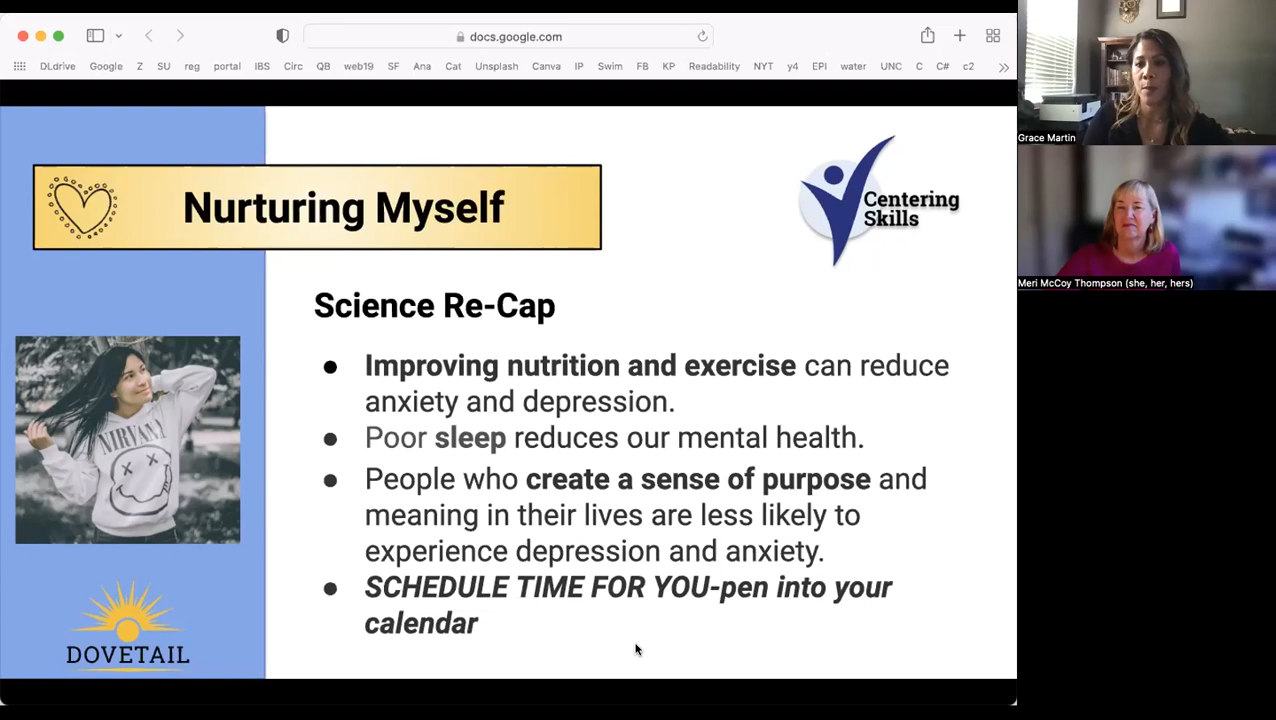 docs.google.com
DLdrive Google Z SU reg portal IBS Circ webstr SF Ana Cat Unsplash Canva IP Swim FB KP Readability NYT y4 EPI water UNC C C# c2
Grace Martin
Nurturing Myself
Centering
Skills
Meri McCoy Thompson (she, her, hers)
Science Re-Cap
● Improving nutrition and exercise can reduce
anxiety and depression.
● Poor sleep reduces our mental health.
● People who create a sense of purpose and
meaning in their lives are less likely to
experience depression and anxiety.
● SCHEDULE TIME FOR YOU-pen into your
calendar
NIRVANA
DOVETAIL